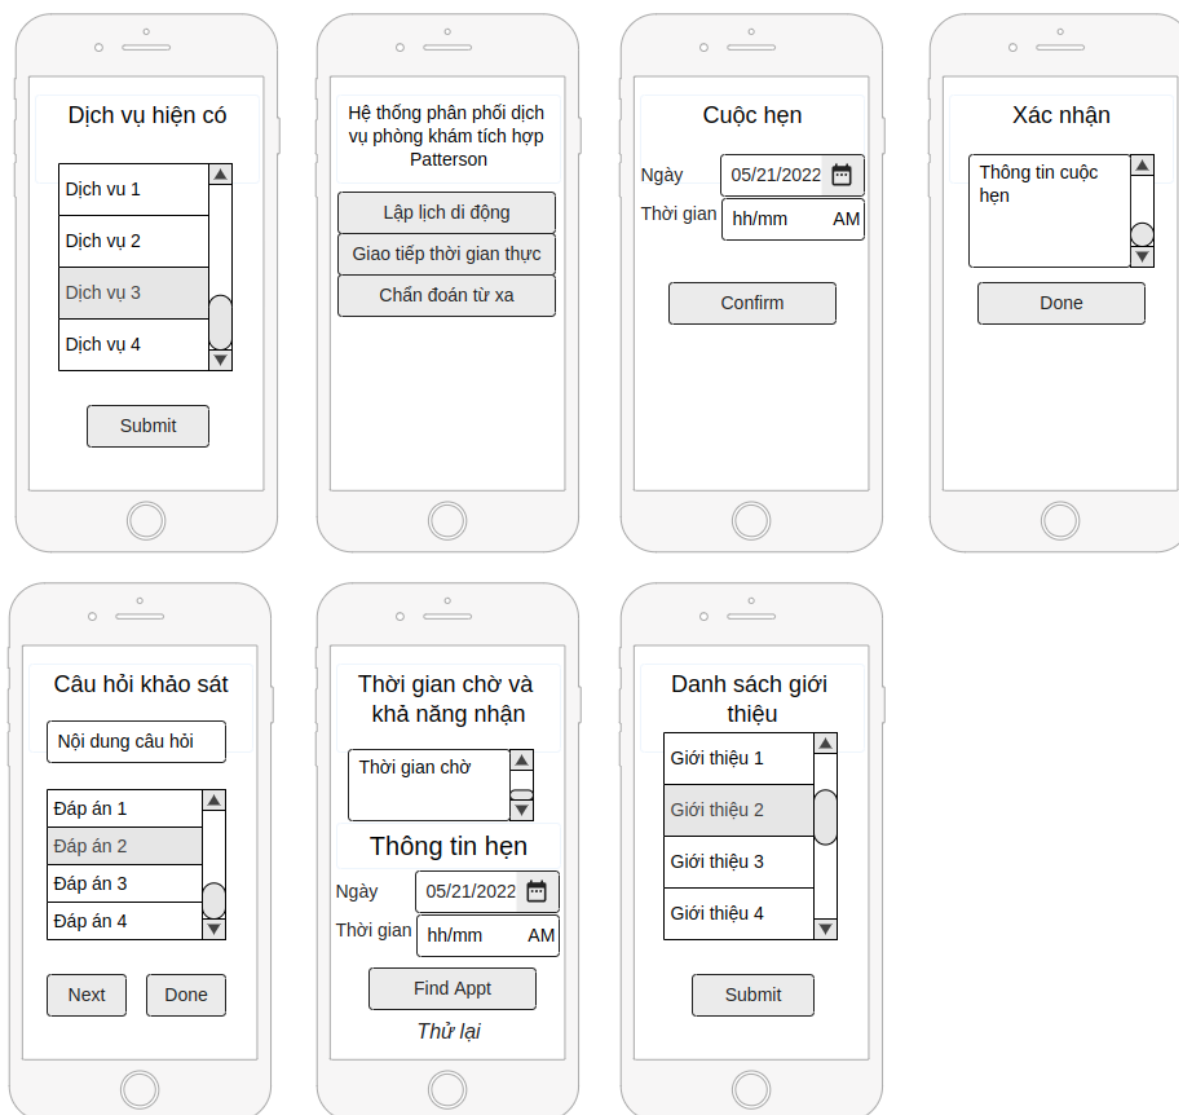 Dịch vụ hiện có
Dịch vu 1
Dịch vụ 2
Dịch vụ 3
Dịch vụ 4
Submit
Hệ thống phân phối dịch
vụ phòng khám tích hợp
Patterson
Lập lịch di động
Giao tiếp thời gian thực
Chẩn đoán từ xa
Cuộc hẹn
Ngày 05/21/2022
Thời gian hh/mm AM
Confirm
Xác nhận
Thông tin cuộc
hẹn
Done
Câu hỏi khảo sát
Nội dung câu hỏi
Đáp án 1
Đáp án 2
Đáp án 3
Đáp án 4
Next Done
Thời gian chờ và
khả năng nhận
Thời gian chờ
Thông tin hẹn
Ngày 05/21/2022
Thời gian hh/mm AM
Find Appt
Thử lại
Danh sách giới
thiệu
Giới thiệu 1
Giới thiệu 2
Giới thiệu 3
Giới thiệu 4
Submit